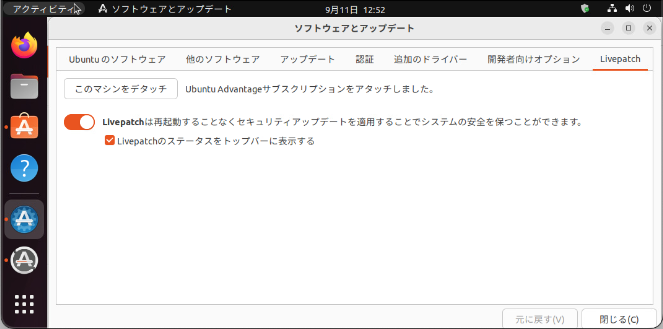 アクティビティ ソフトウェアとアップデート 9月11日 12:52
ソフトウェアとアップデート
Ubuntu のソフトウェア 他のソフトウェア アップデート 認証 追加のドライバー 開発者向けオプション Livepatch
このマシンをデタッチ Ubuntu Advantageサブスクリプションをアタッチしました。
Livepatchは再起動することなくセキュリティアップデートを適用することでシステムの安全を保つことができます。
Livepatchのステータスをトップバーに表示する
元に戻す(V) 閉じる(C)